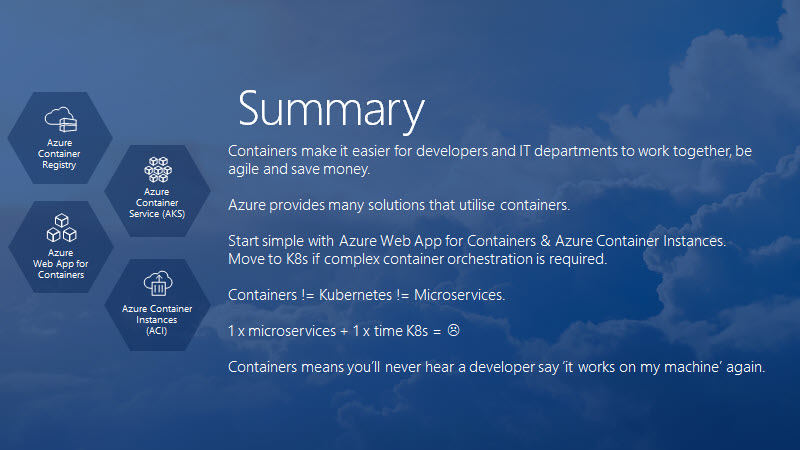 Summary
Azure
Container
Registry
Azure
Container
Service (AKS)
Azure
Web App for
Containers
Azure Container
Instances
(ACI)
Containers make it easier for developers and IT departments to work together, be
agile and save money.
Azure provides many solutions that utilise containers.
Start simple with Azure Web App for Containers & Azure Container Instances.
Move to K8s if complex container orchestration is required.
Containers != Kubernetes != Microservices.
1 x microservices + 1 x time K8s = ☹
Containers means you’ll never hear a developer say ‘it works on my machine’ again.